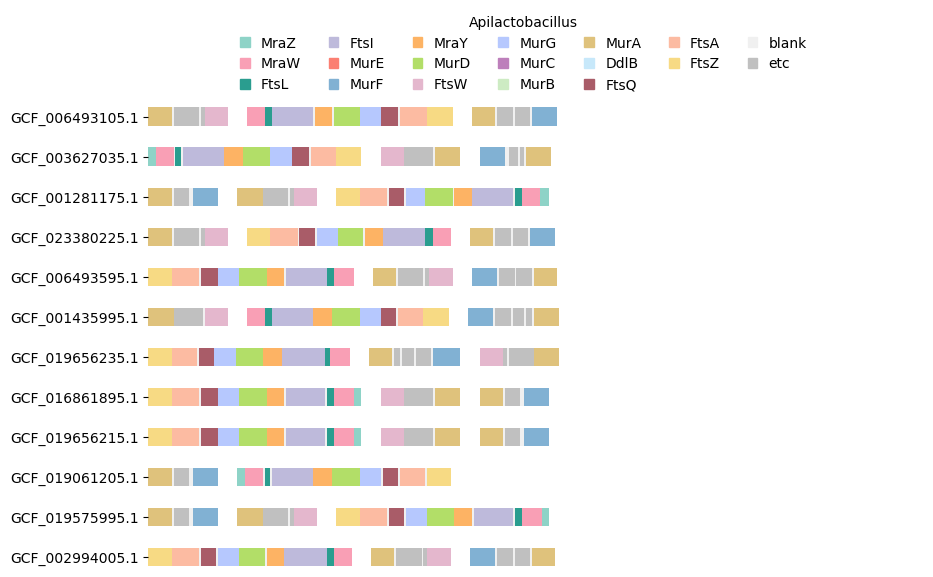 Apilactobacillus
MraZ FtsI MraY MurG MurA FtsA blank
MraW MurE MurD MurC DdlB FtsZ etc
FtsL MurF FtsW MurB FtsQ
GCF_006493105.1
GCF_003627035.1
GCF_001281175.1
GCF_023380225.1
GCF_006493595.1
GCF_001435995.1
GCF_019656235.1
GCF_016861895.1
GCF_019656215.1
GCF_019061205.1
GCF_019575995.1
GCF_002994005.1